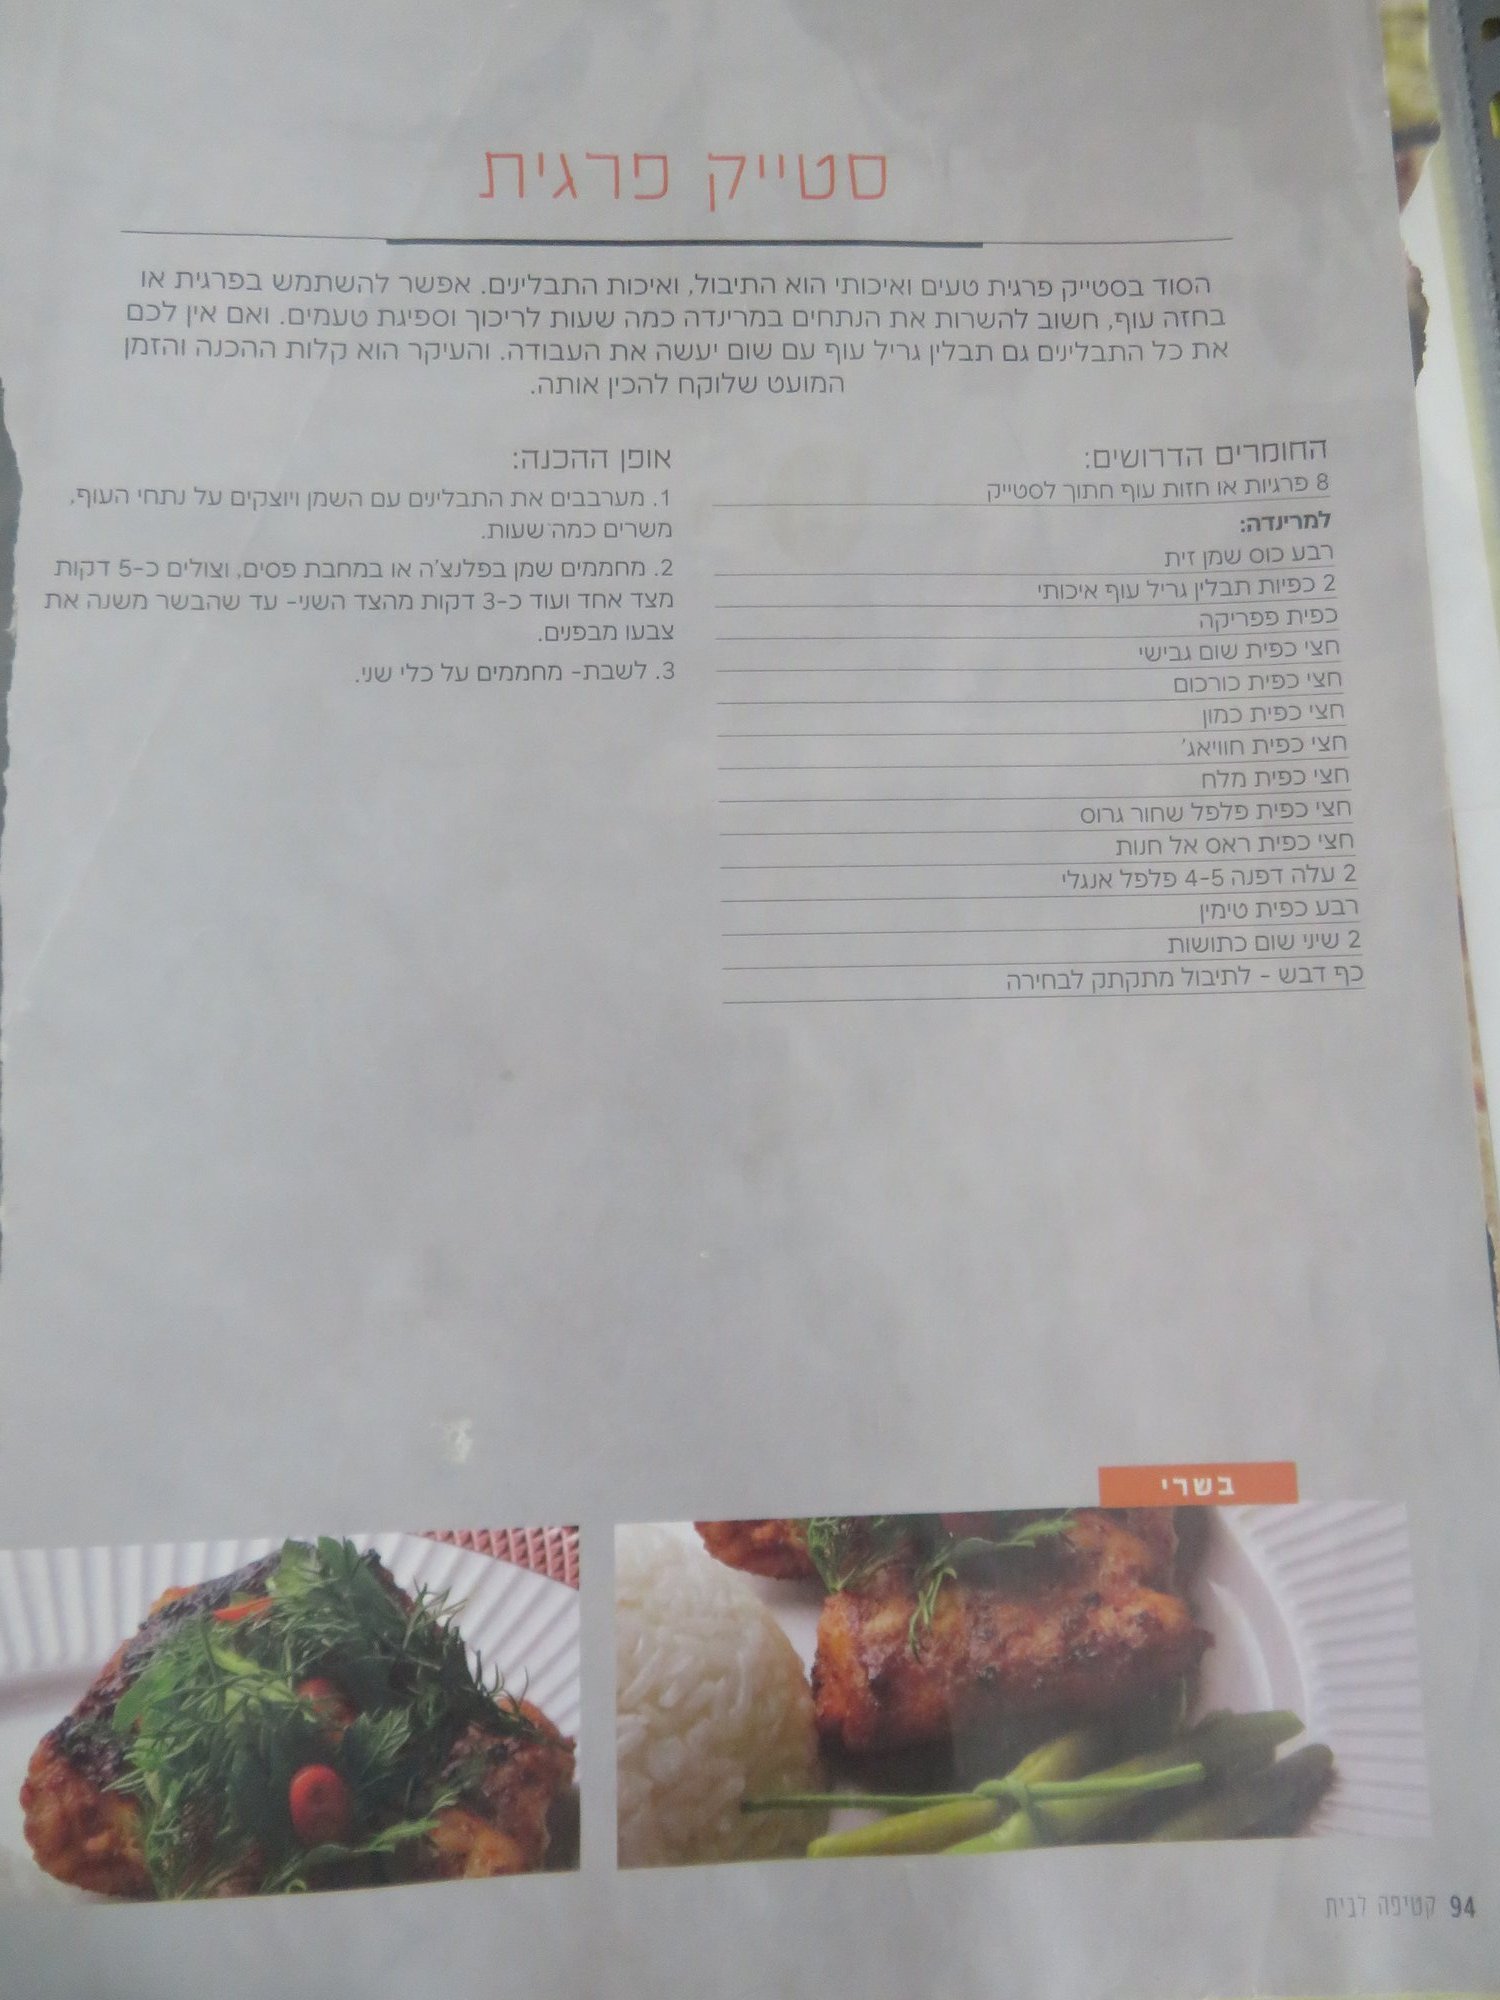 סטייק פרגית
הסוד בסטייק פרגית טעים ואיכותי הוא התיבול, ואיכות התבלינים. אפשר להשתמש בפרגית או
בחזה עוף, חשוב להשרות את הנתחים במרינדה כמה שעות לריכוך וספיגת טעמים. ואם אין לכם
את כל התבלינים גם תבלין גריל עוף עם שום יעשה את העבודה. והעיקר הוא קלות ההכנה והזמן
המועט שלוקח להכין אותה.
החומרים הדרושים:
8 פרגיות או חזות עוף חתוך לסטייק
למרינדה:
רבע כוס שמן זית
2 כפיות תבלין גריל עוף איכותי
כפית פפריקה
חצי כפית שום גבישי
חצי כפית כורכום
חצי כפית כמון
חצי כפית חוויאג'
חצי כפית מלח
חצי כפית פלפל שחור גרוס
חצי כפית ראס אל חנות
2 עלה דפנה 4-5 פלפל אנגלי
רבע כפית טימין
2 שיני שום כתושות
כף דבש - לתיבול מתקתק לבחירה
אופן ההכנה:
1. מערבבים את התבלינים עם השמן ויוצקים על נתחי העוף,
משרים כמה שעות.
2. מחממים שמן בפלנצ'ה או במחבת פסים, וצולים כ-5 דקות
מצד אחד ועוד כ-3 דקות מהצד השני- עד שהבשר משנה את
צבעו מבפנים.
3. לשבת- מחממים על כלי שני.
בשרי
94 קטיפה לבית